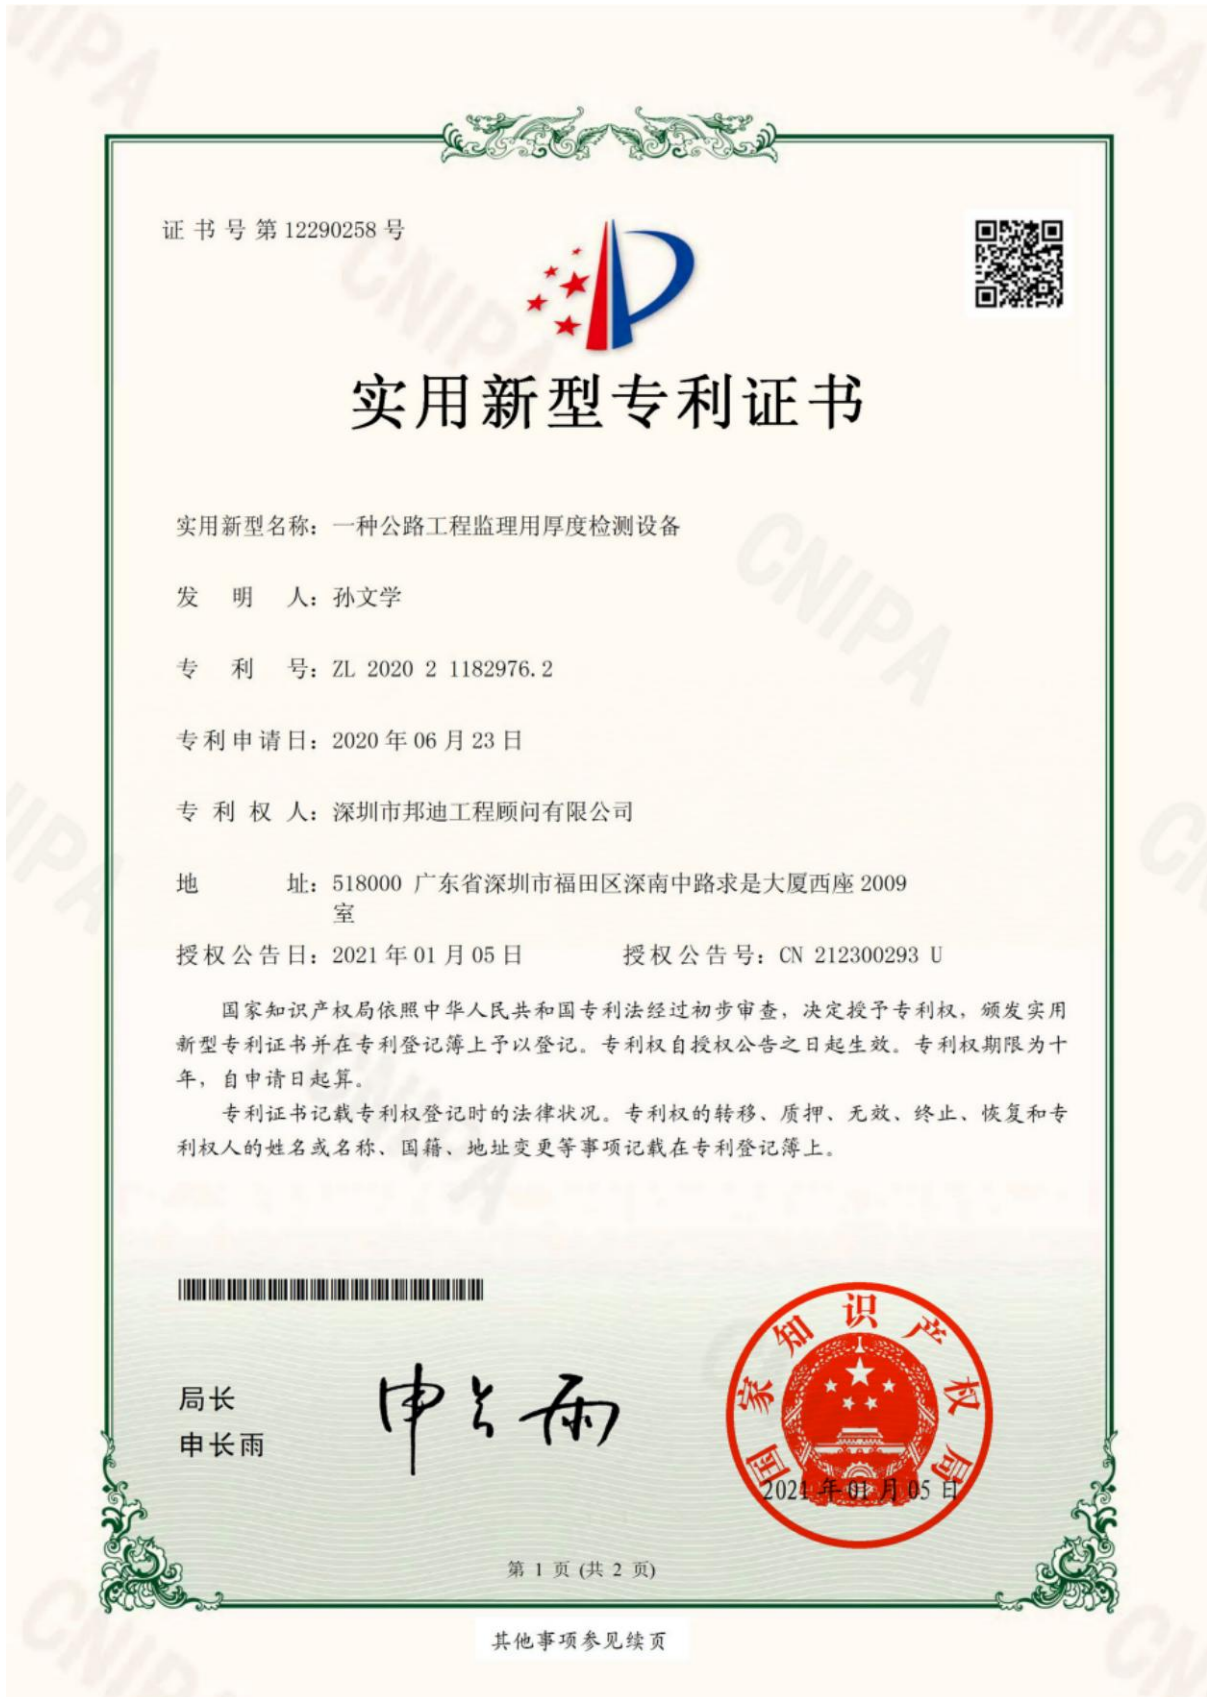 证书号第12290258号
实用新型专利证书
实用新型名称：一种公路工程监理用厚度检测设备
发明人：孙文学
专利号：ZL 2020 2 1182976.2
专利申请日：2020年06月23日
专利权人：深圳市邦迪工程顾问有限公司
地址：518000 广东省深圳市福田区深南中路求是大厦西座2009
室
授权公告日：2021年01月05日 授权公告号：CN 212300293 U
国家知识产权局依照中华人民共和国专利法经过初步审查，决定授予专利权，颁发实用
新型专利证书并在专利登记簿上予以登记。专利权自授权公告之日起生效。专利权期限为十
年，自申请日起算。
专利证书记载专利权登记时的法律状况。专利权的转移、质押、无效、终止、恢复和专
利权人的姓名或名称、国籍、地址变更等事项记载在专利登记簿上。
局长
申长雨
申长雨
国家知识产权局
2021年01月05日
第 1 页 (共 2 页)
其他事项参见续页
CNIPA